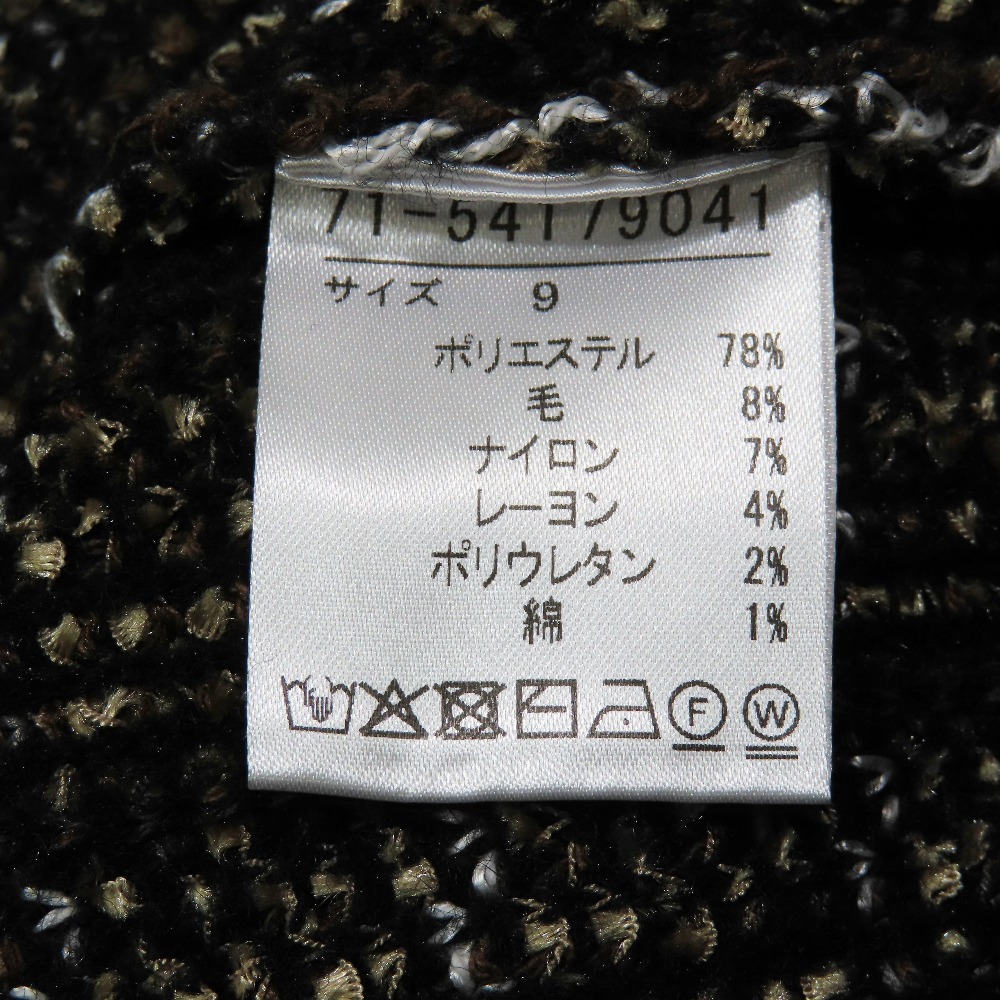 71-54179041
サイズ 9
ポリエステル 78%
毛 8%
ナイロン 7%
レーヨン 4%
ポリウレタン 2%
綿 1%
F W